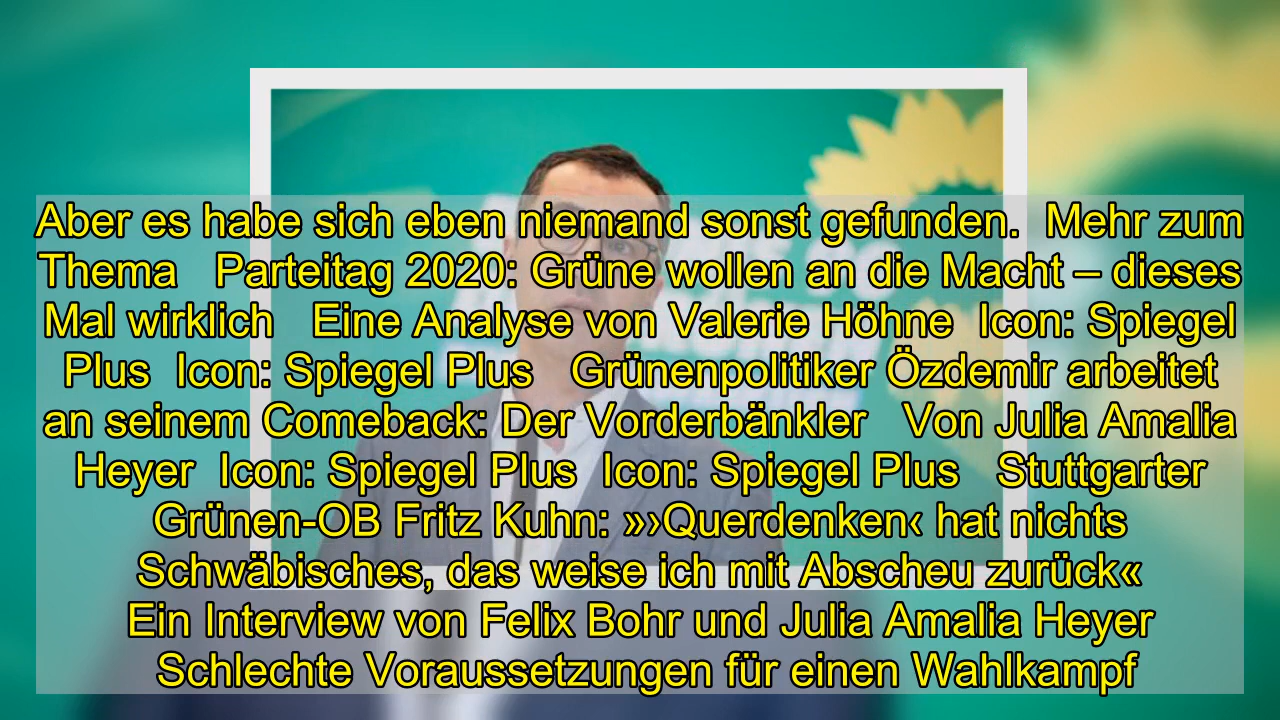 Aber es habe sich eben niemand sonst gefunden.  Mehr zum
Thema   Parteitag 2020: Grüne wollen an die Macht – dieses
Mal wirklich   Eine Analyse von Valerie Höhne  Icon: Spiegel
Plus  Icon: Spiegel Plus   Grünenpolitiker Özdemir arbeitet
an seinem Comeback: Der Vorderbänkler   Von Julia Amalia
Heyer  Icon: Spiegel Plus  Icon: Spiegel Plus   Stuttgarter
Grünen-OB Fritz Kuhn: »›Querdenken‹ hat nichts
Schwäbisches, das weise ich mit Abscheu zurück«
Ein Interview von Felix Bohr und Julia Amalia Heyer
Schlechte Voraussetzungen für einen Wahlkampf